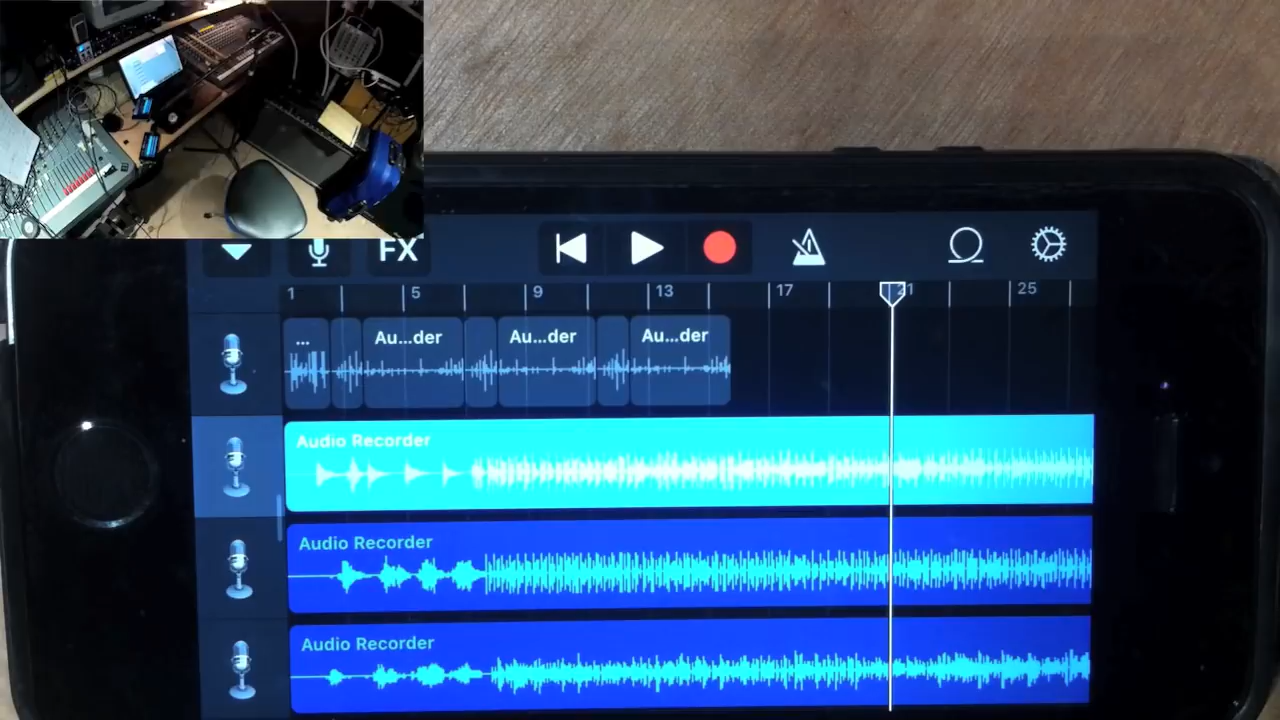 FX
1 5 9 13 17 21 25
... Au...der Au...der Au...der
Audio Recorder
Audio Recorder
Audio Recorder